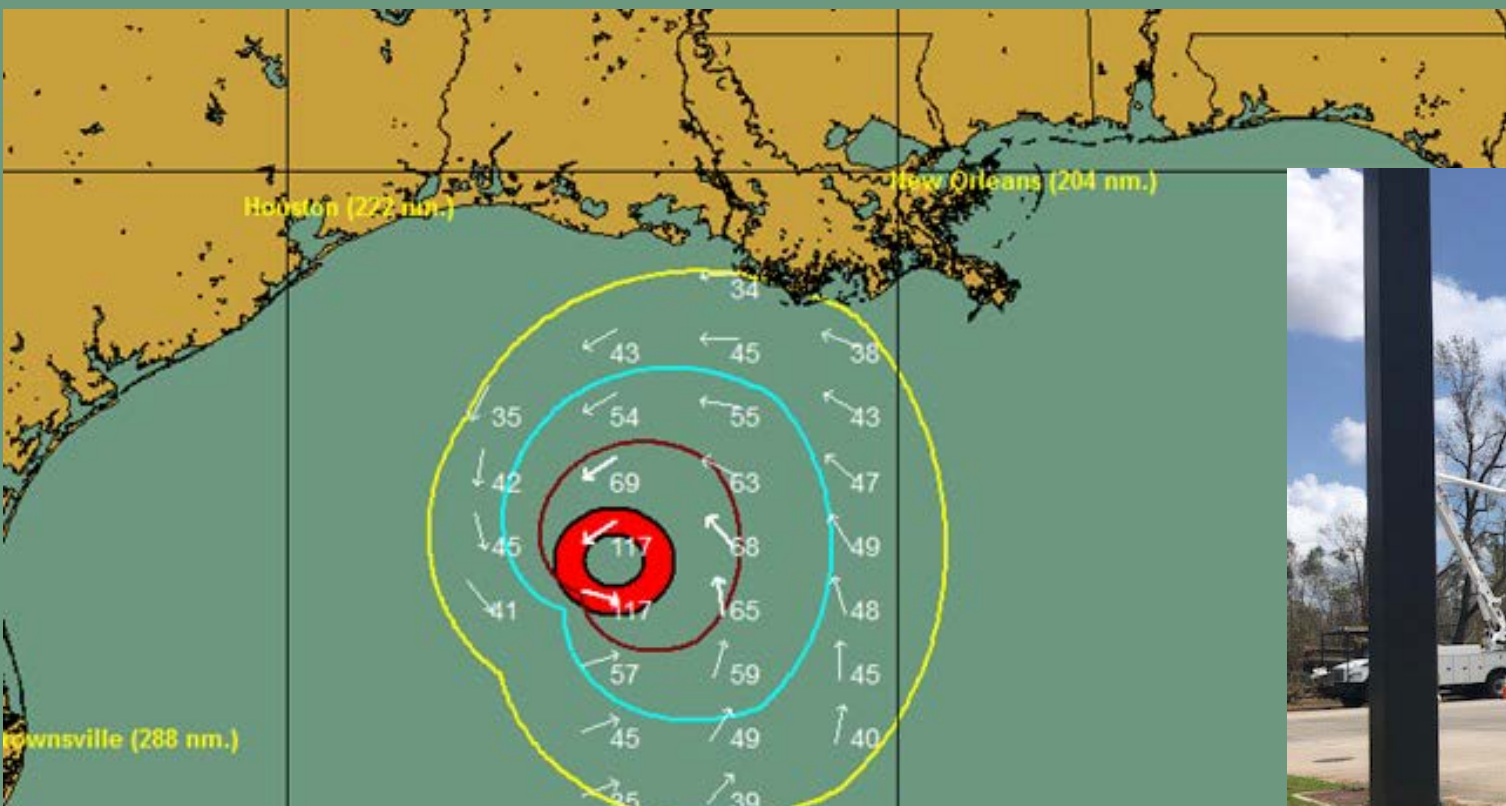 New Orleans (204 nm.)
Houston (222 nm.)
34
43 45 38
35 54 55 43
42 69 63 47
45 117 68 49
41 117 65 48
57 59 45
rownsville (288 nm.)
45 49 40
35 39